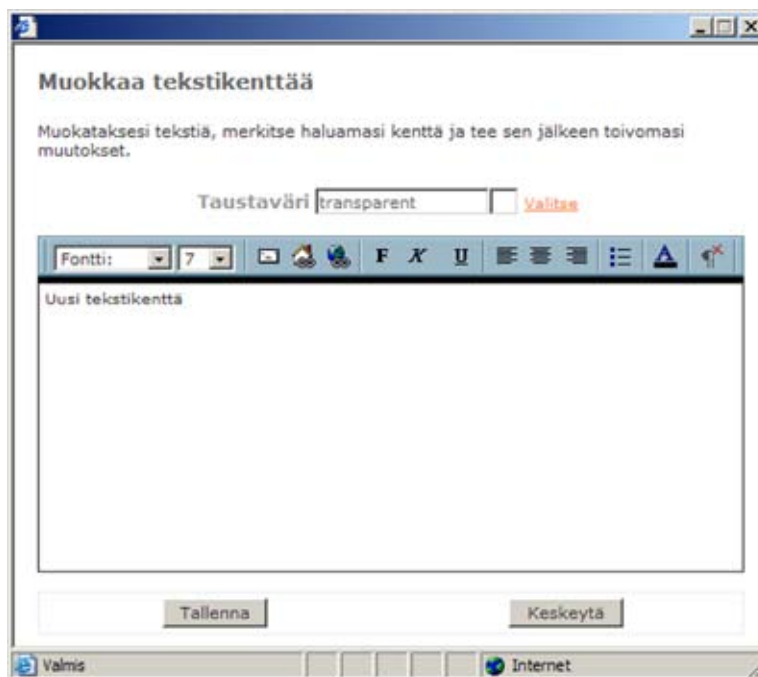 Muokkaa tekstikenttää
Muokataksesi tekstiä, merkitse haluamasi kenttä ja tee sen jälkeen toivomasi
muutokset.
Taustaväri transparent Valitse
Fontti: 7 F K U A
Uusi tekstikenttä
Tallenna Keskeytä
Valmis Internet